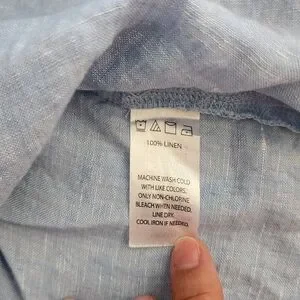 100% LINEN
MACHINE WASH COLD
WITH LIKE COLORS.
ONLY NON-CHLORINE
BLEACH WHEN NEEDED.
LINE DRY.
COOL IRON IF NEEDED.